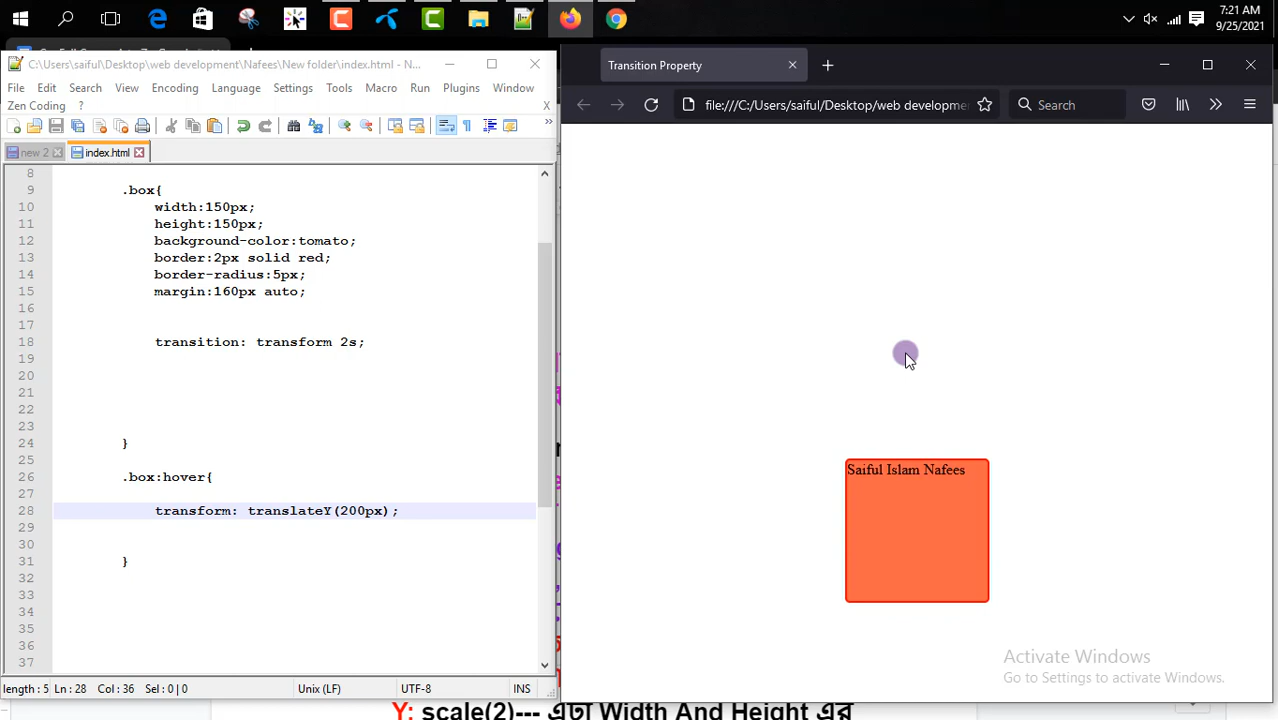 7:21 AM
9/25/2021
C:\Users\saiful\Desktop\web development\Nafees\New folder\index.html - N...
File Edit Search View Encoding Language Settings Tools Macro Run Plugins Window
Zen Coding ? X
new 2 index.html
8
9 .box{
10 width:150px;
11 height:150px;
12 background-color:tomato;
13 border:2px solid red;
14 border-radius:5px;
15 margin:160px auto;
16
17
18 transition: transform 2s;
19
20
21
22
23
24 }
25
26 .box:hover{
27
28 transform: translateY(200px);
29
30
31 }
32
33
34
35
36
37
length : 5 Ln : 28 Col : 36 Sel : 0 | 0 Unix (LF) UTF-8 INS
Transition Property
file:///C:/Users/saiful/Desktop/web developme
Search
Saiful Islam Nafees
Activate Windows
Go to Settings to activate Windows.
Y: scale(2)--- এটা Width And Height এর